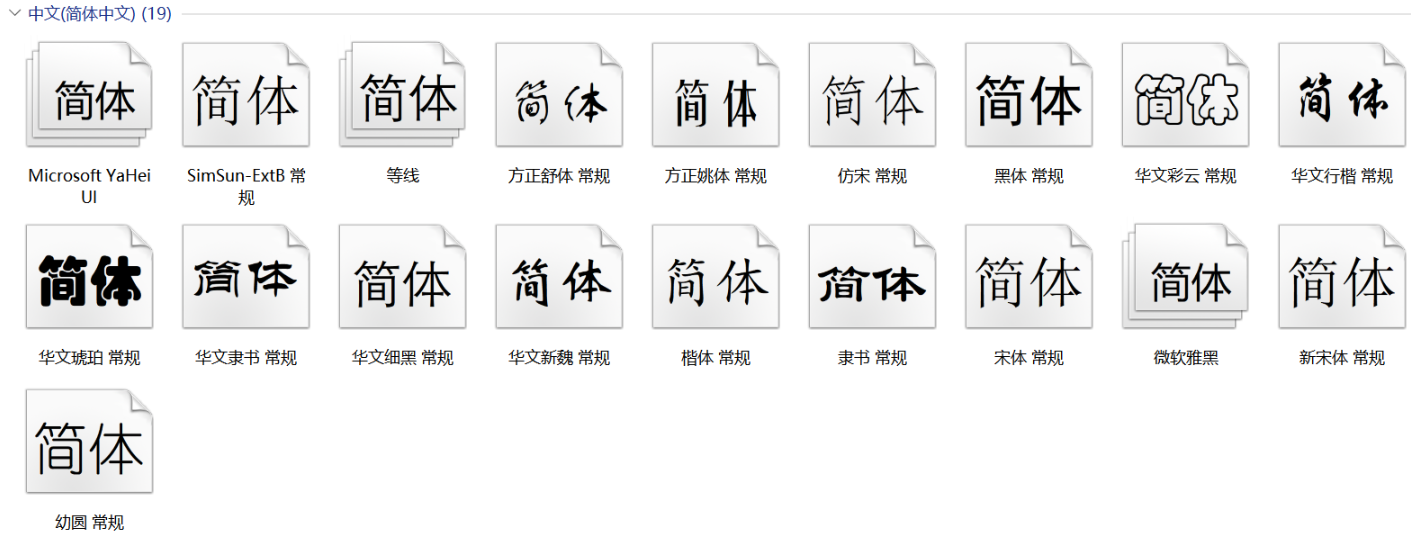 中文(简体中文) (19)
简体 简体 简体 简体 简体 简体 简体 简体 简体
Microsoft YaHei UI SimSun-ExtB 常规 等线 方正舒体 常规 方正姚体 常规 仿宋 常规 黑体 常规 华文彩云 常规 华文行楷 常规
简体 简体 简体 简体 简体 简体 简体 简体 简体
华文琥珀 常规 华文隶书 常规 华文细黑 常规 华文新魏 常规 楷体 常规 隶书 常规 宋体 常规 微软雅黑 新宋体 常规
简体
幼圆 常规